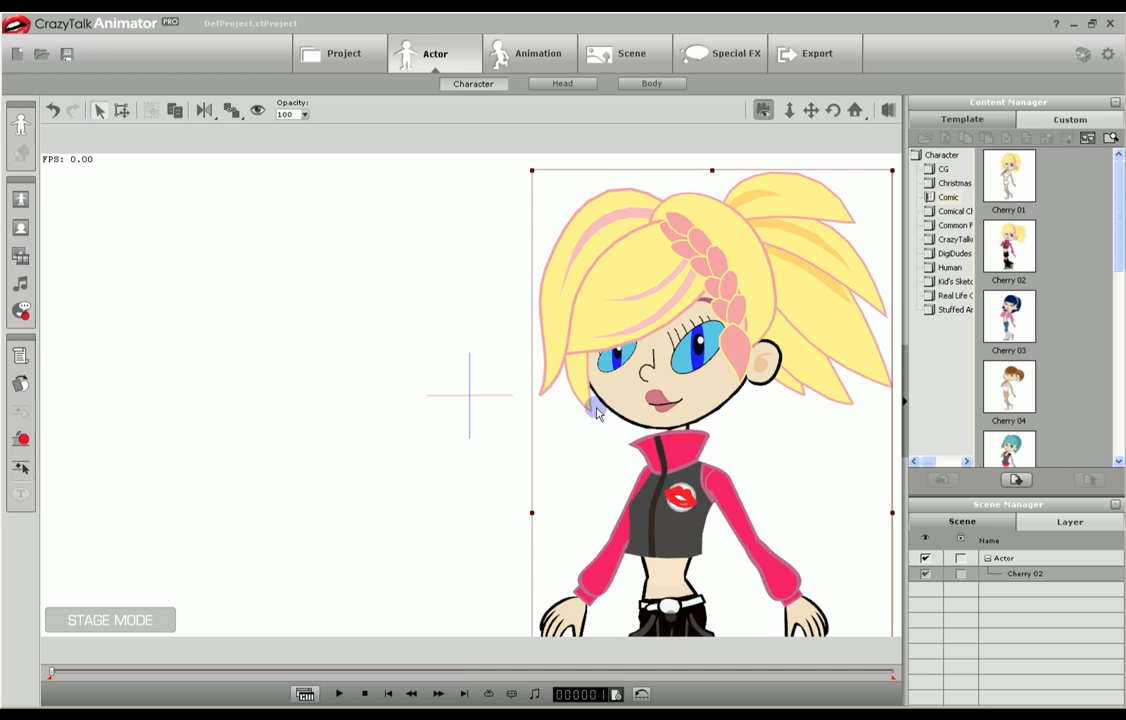 CrazyTalk Animator PRO
DefProject.ctProject
Project
Actor
Animation
Scene
Special FX
Export
Character
Head
Body
Opacity:
100
FPS: 0.00
STAGE MODE
00000 1
Content Manager
Template
Custom
Character
CG
Christmas
Comic
Comical Ch
Common F
CrazyTalk
DigiDudes
Human
Kid's Sketc
Real Life C
Stuffed An
Cherry 01
Cherry 02
Cherry 03
Cherry 04
Scene Manager
Scene
Layer
Name
Actor
Cherry 02